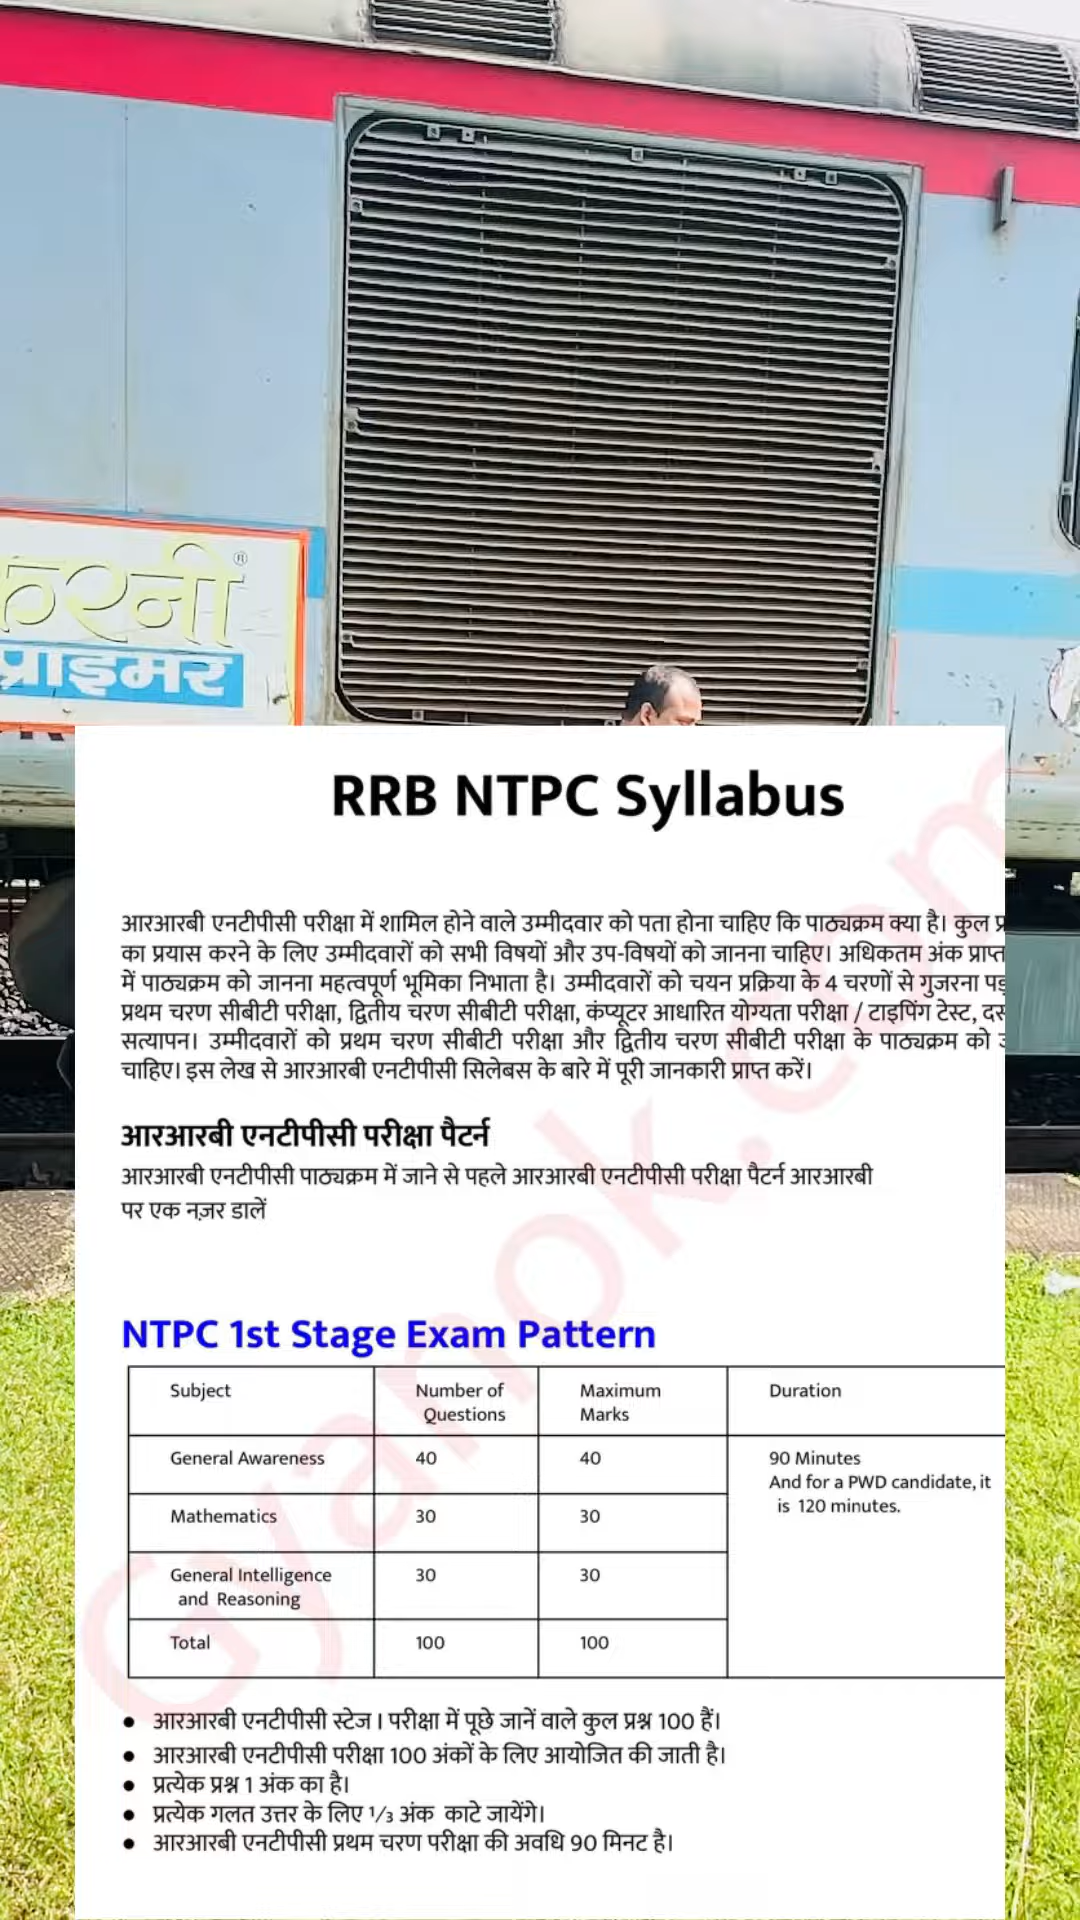 करनी®
प्राइमर
RRB NTPC Syllabus
आरआरबी एनटीपीसी परीक्षा में शामिल होने वाले उम्मीदवार को पता होना चाहिए कि पाठ्यक्रम क्या है। कुल
का प्रयास करने के लिए उम्मीदवारों को सभी विषयों और उप-विषयों को जानना चाहिए। अधिकतम अंक प्राप्त
में पाठ्यक्रम को जानना महत्वपूर्ण भूमिका निभाता है। उम्मीदवारों को चयन प्रक्रिया के 4 चरणों से गुजरना
प्रथम चरण सीबीटी परीक्षा, द्वितीय चरण सीबीटी परीक्षा, कंप्यूटर आधारित योग्यता परीक्षा / टाइपिंग टेस्ट,
सत्यापन। उम्मीदवारों को प्रथम चरण सीबीटी परीक्षा और द्वितीय चरण सीबीटी परीक्षा के पाठ्यक्रम को
चाहिए। इस लेख से आरआरबी एनटीपीसी सिलेबस के बारे में पूरी जानकारी प्राप्त करें।
आरआरबी एनटीपीसी परीक्षा पैटर्न
आरआरबी एनटीपीसी पाठ्यक्रम में जाने से पहले आरआरबी एनटीपीसी परीक्षा पैटर्न आरआरबी
पर एक नज़र डालें
NTPC 1st Stage Exam Pattern
Subject Number of Questions Maximum Marks Duration
General Awareness 40 40 90 Minutes
And for a PWD candidate, it
is 120 minutes.
Mathematics 30 30
General Intelligence and Reasoning 30 30
Total 100 100
● आरआरबी एनटीपीसी स्टेज I परीक्षा में पूछे जानें वाले कुल प्रश्न 100 हैं।
● आरआरबी एनटीपीसी परीक्षा 100 अंकों के लिए आयोजित की जाती है।
● प्रत्येक प्रश्न 1 अंक का है।
● प्रत्येक गलत उत्तर के लिए 1/3 अंक काटे जायेंगे।
● आरआरबी एनटीपीसी प्रथम चरण परीक्षा की अवधि 90 मिनट है।
Gyanok.com